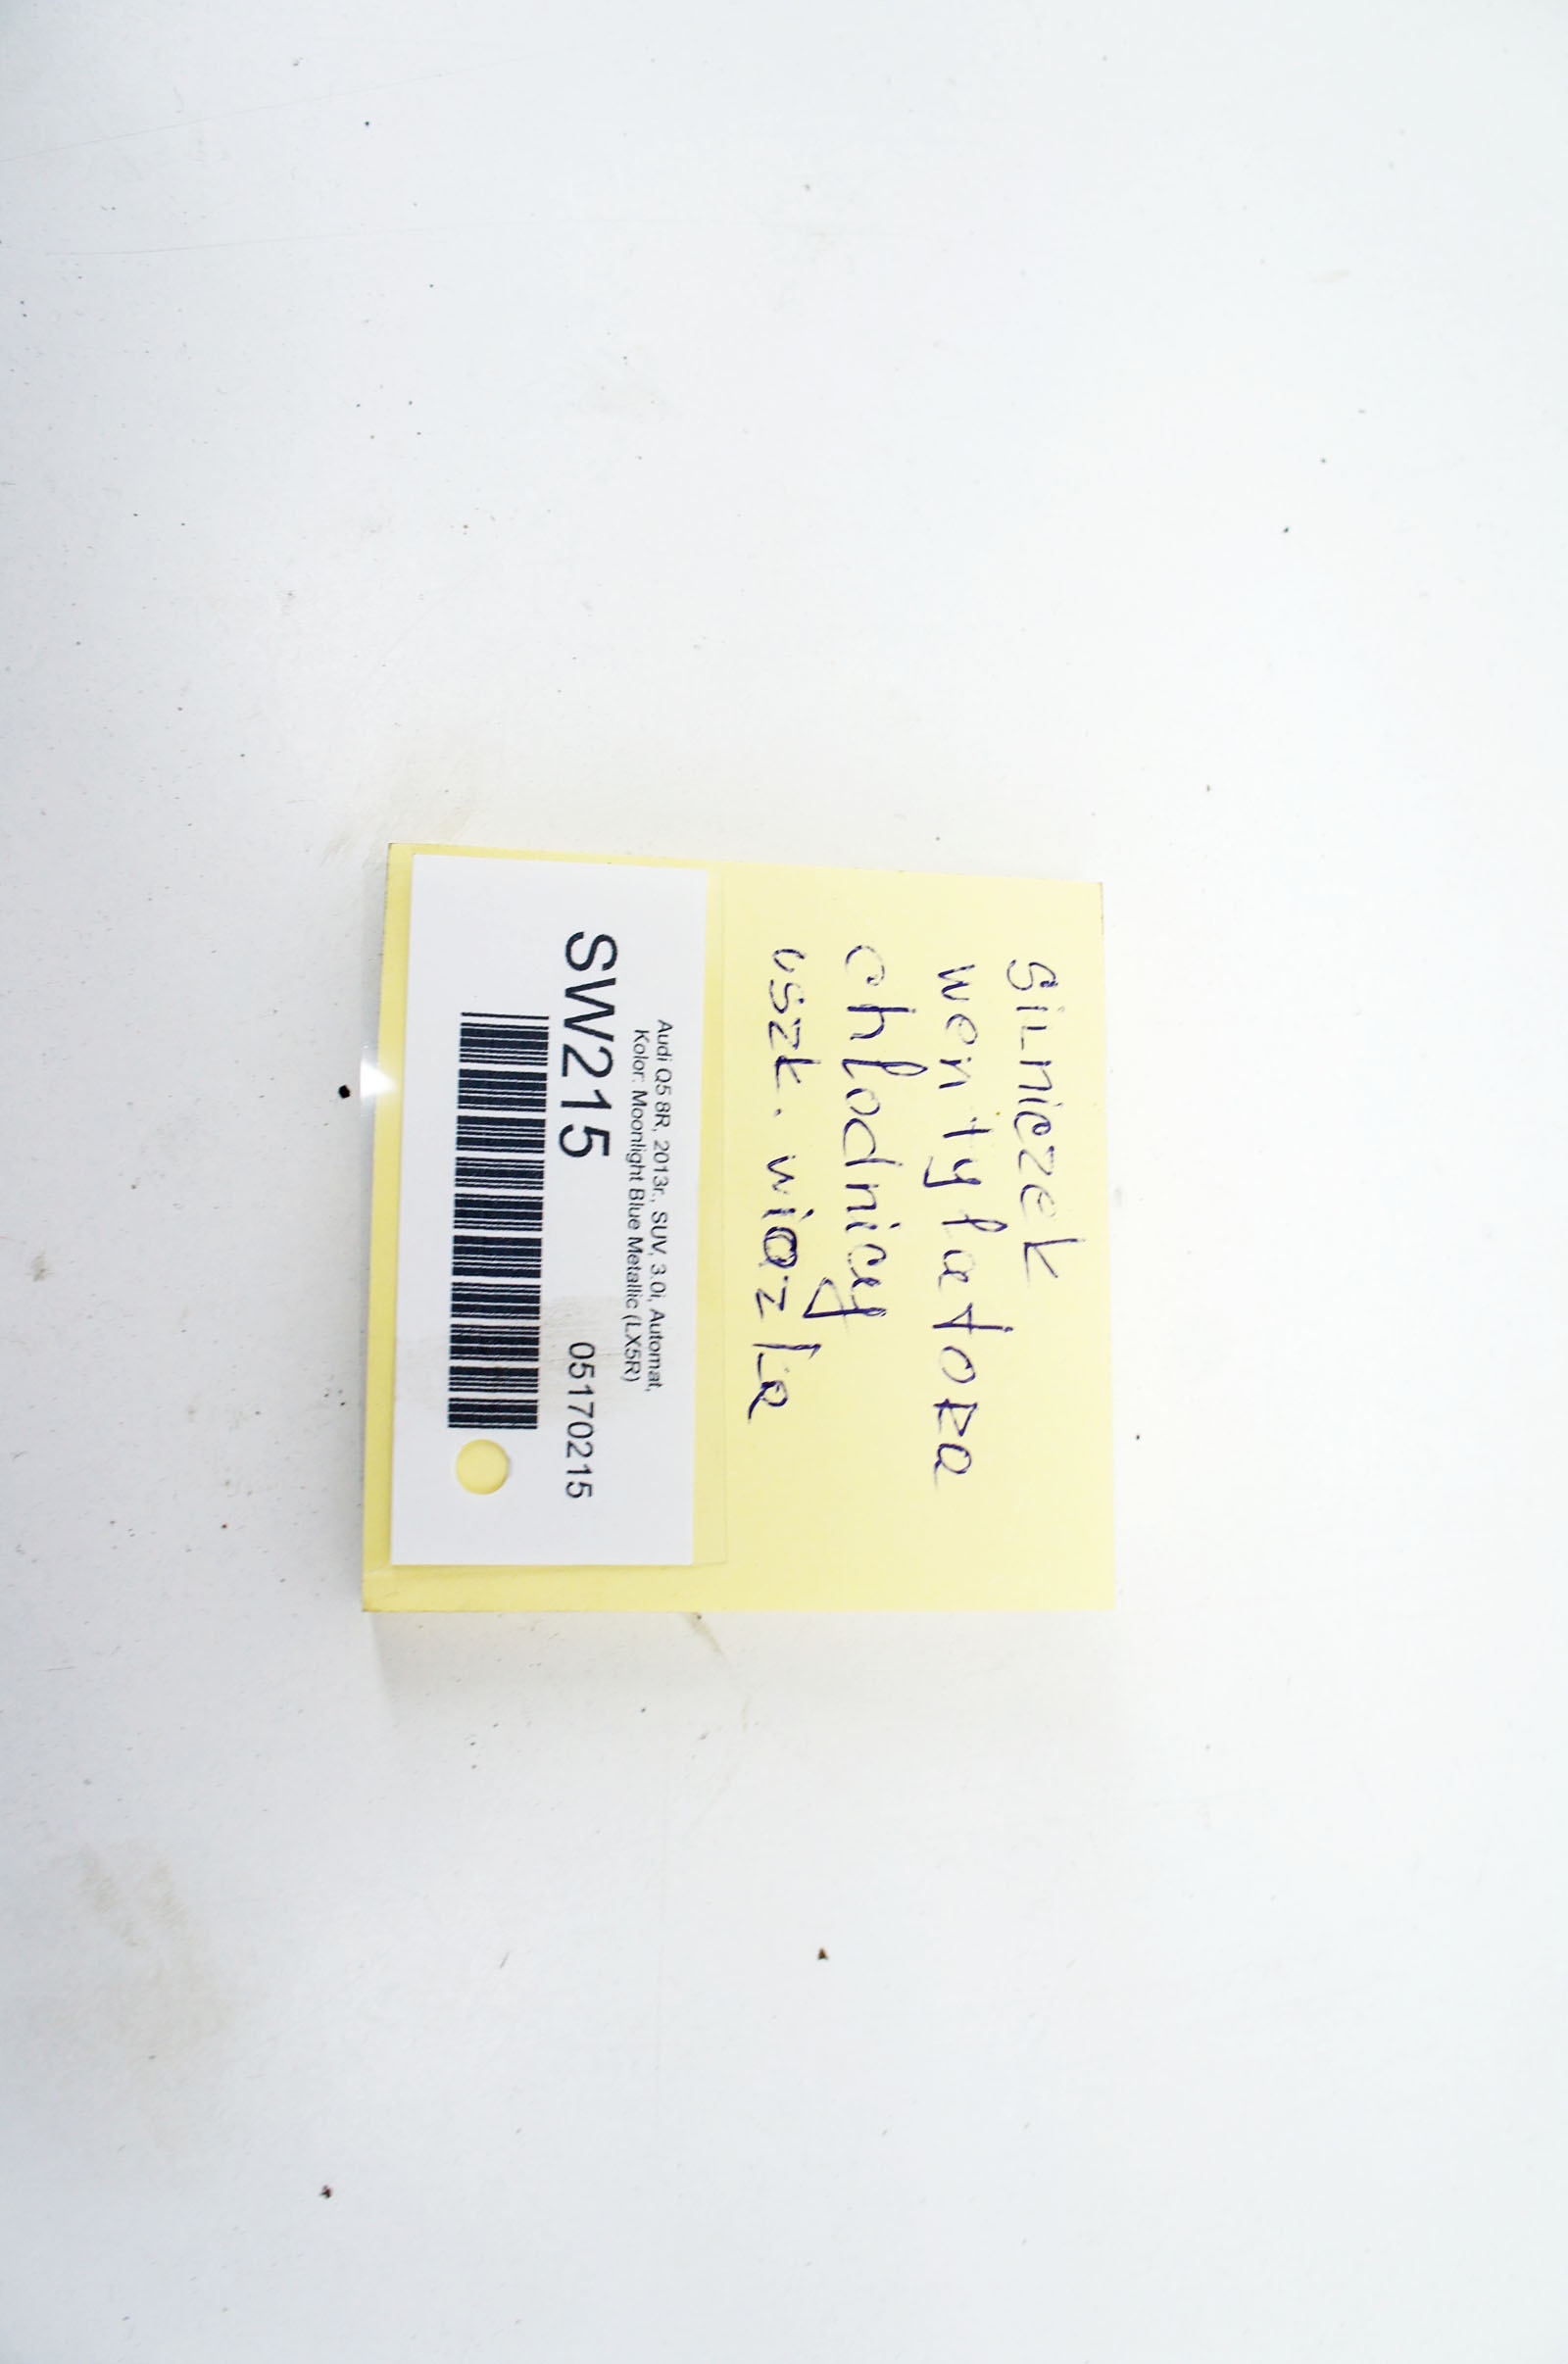 silniczek
wentylatora
chłodnicy
uszk. wiązka
Audi Q5 8R, 2013r., SUV, 3.0i, Automat,
Kolor: Moonlight Blue Metallic (LX5R)
SW215 05170215